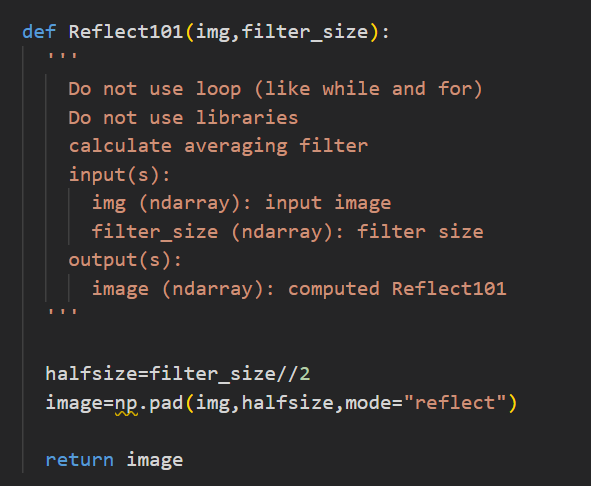 def Reflect101(img,filter_size):
'''
Do not use loop (like while and for)
Do not use libraries
calculate averaging filter
input(s):
img (ndarray): input image
filter_size (ndarray): filter size
output(s):
image (ndarray): computed Reflect101
'''
halfsize=filter_size//2
image=np.pad(img,halfsize,mode="reflect")
return image